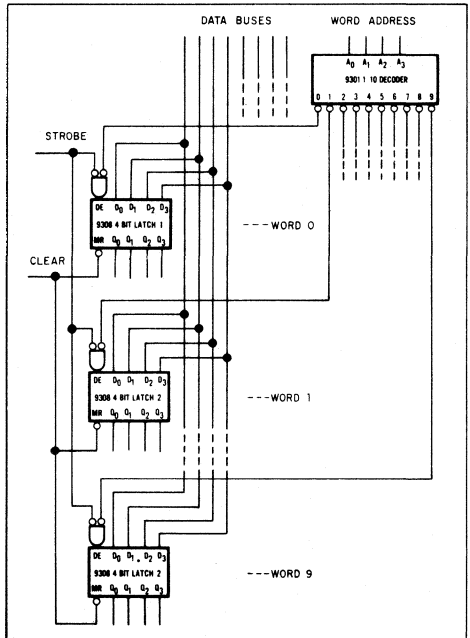 DATA BUSES WORD ADDRESS
A0 A1 A2 A3
9301 1 10 DECODER
0 1 2 3 4 5 6 7 8 9
STROBE
DE D0 D1 D2 D3
9308 4 BIT LATCH 1
MR Q0 Q1 Q2 Q3
---WORD 0
CLEAR
DE D0 D1 D2 D3
9308 4 BIT LATCH 2
MR Q0 Q1 Q2 Q3
---WORD 1
DE D0 D1 D2 D3
9308 4 BIT LATCH 2
MR Q0 Q1 Q2 Q3
---WORD 9